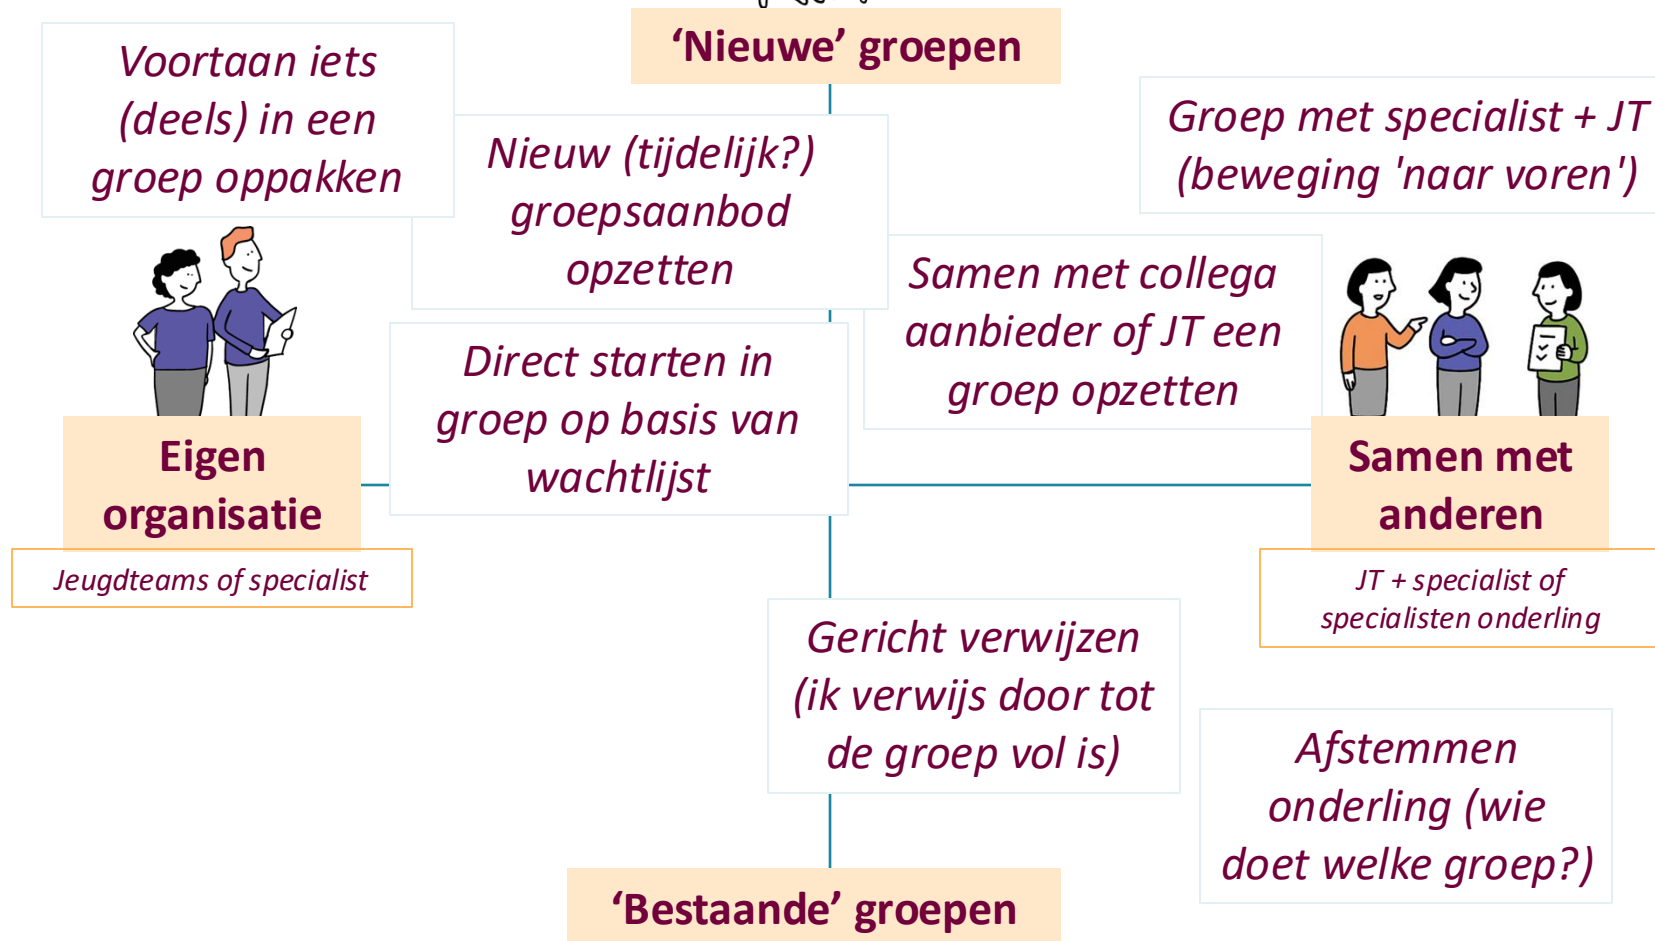 ‘Nieuwe’ groepen
Voortaan iets
(deels) in een
groep oppakken
Nieuw (tijdelijk?)
groepsaanbod
opzetten
Groep met specialist + JT
(beweging 'naar voren')
Samen met collega
aanbieder of JT een
groep opzetten
Direct starten in
groep op basis van
wachtlijst
Eigen
organisatie
Jeugdteams of specialist
Samen met
anderen
JT + specialist of
specialisten onderling
Gericht verwijzen
(ik verwijs door tot
de groep vol is)
Afstemmen
onderling (wie
doet welke groep?)
‘Bestaande’ groepen